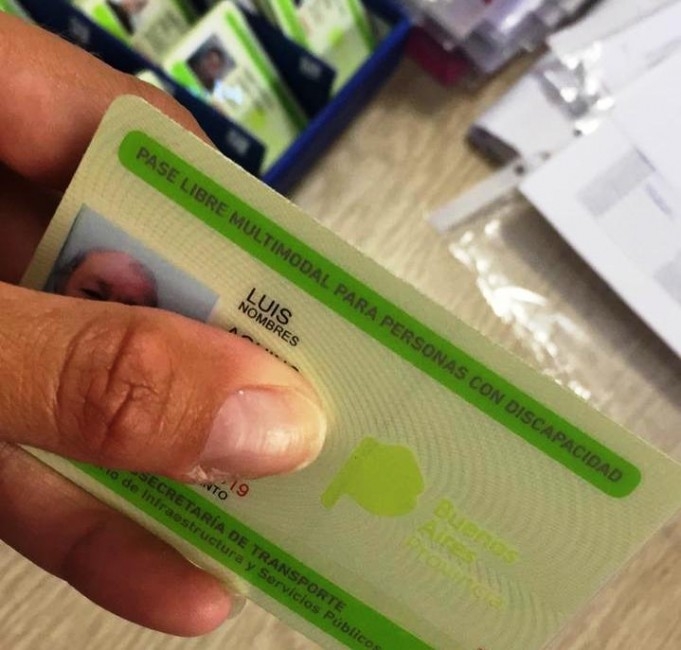 PASE LIBRE MULTIMODAL PARA PERSONAS CON DISCAPACIDAD
LUIS
NOMBRES
19
Buenos
Aires
Provincia
SECRETARÍA DE TRANSPORTE
de Infraestructura y Servicios Públicos